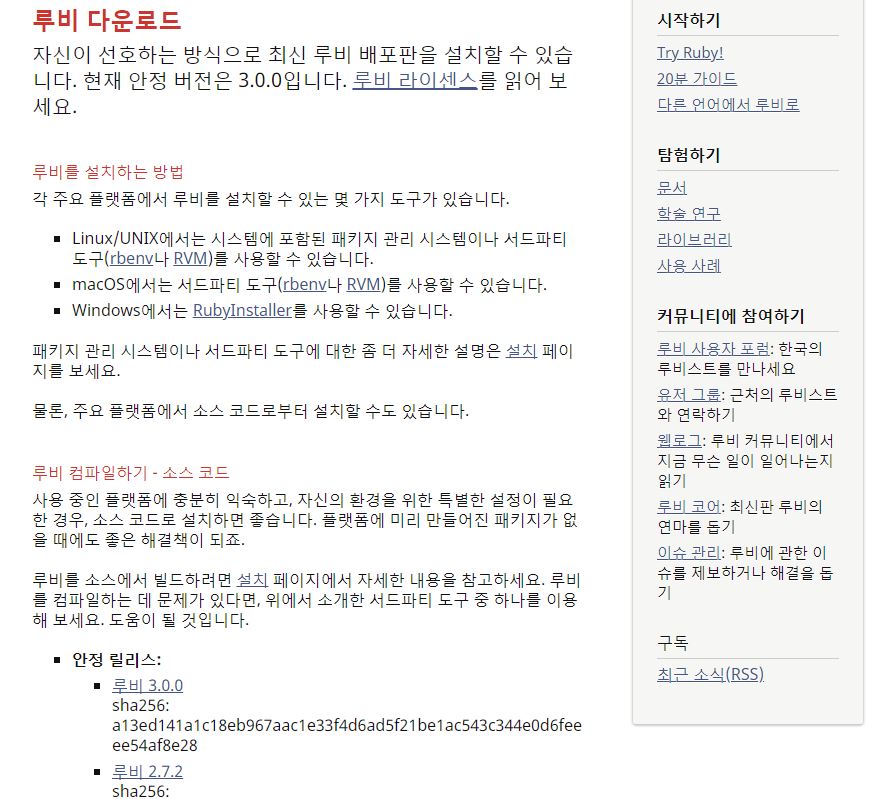 루비 다운로드
자신이 선호하는 방식으로 최신 루비 배포판을 설치할 수 있습
니다. 현재 안정 버전은 3.0.0입니다. 루비 라이센스를 읽어 보
세요.
루비를 설치하는 방법
각 주요 플랫폼에서 루비를 설치할 수 있는 몇 가지 도구가 있습니다.
Linux/UNIX에서는 시스템에 포함된 패키지 관리 시스템이나 서드파티
도구(rbenv나 RVM)를 사용할 수 있습니다.
macOS에서는 서드파티 도구(rbenv나 RVM)를 사용할 수 있습니다.
Windows에서는 RubyInstaller를 사용할 수 있습니다.
패키지 관리 시스템이나 서드파티 도구에 대한 좀 더 자세한 설명은 설치 페이
지를 보세요.
물론, 주요 플랫폼에서 소스 코드로부터 설치할 수도 있습니다.
루비 컴파일하기 - 소스 코드
사용 중인 플랫폼에 충분히 익숙하고, 자신의 환경을 위한 특별한 설정이 필요
한 경우, 소스 코드로 설치하면 좋습니다. 플랫폼에 미리 만들어진 패키지가 없
을 때에도 좋은 해결책이 되죠.
루비를 소스에서 빌드하려면 설치 페이지에서 자세한 내용을 참고하세요. 루비
를 컴파일하는 데 문제가 있다면, 위에서 소개한 서드파티 도구 중 하나를 이용
해 보세요. 도움이 될 것입니다.
안정 릴리스:
루비 3.0.0
sha256:
a13ed141a1c18eb967aac1e33f4d6ad5f21be1ac543c344e0d6fee
ee54af8e28
루비 2.7.2
sha256:
시작하기
Try Ruby!
20분 가이드
다른 언어에서 루비로
탐험하기
문서
학술 연구
라이브러리
사용 사례
커뮤니티에 참여하기
루비 사용자 포럼: 한국의
루비스트를 만나세요
유저 그룹: 근처의 루비스트
와 연락하기
웹로그: 루비 커뮤니티에서
지금 무슨 일이 일어나는지
읽기
루비 코어: 최신판 루비의
연마를 돕기
이슈 관리: 루비에 관한 이
슈를 제보하거나 해결을 돕
기
구독
최근 소식(RSS)